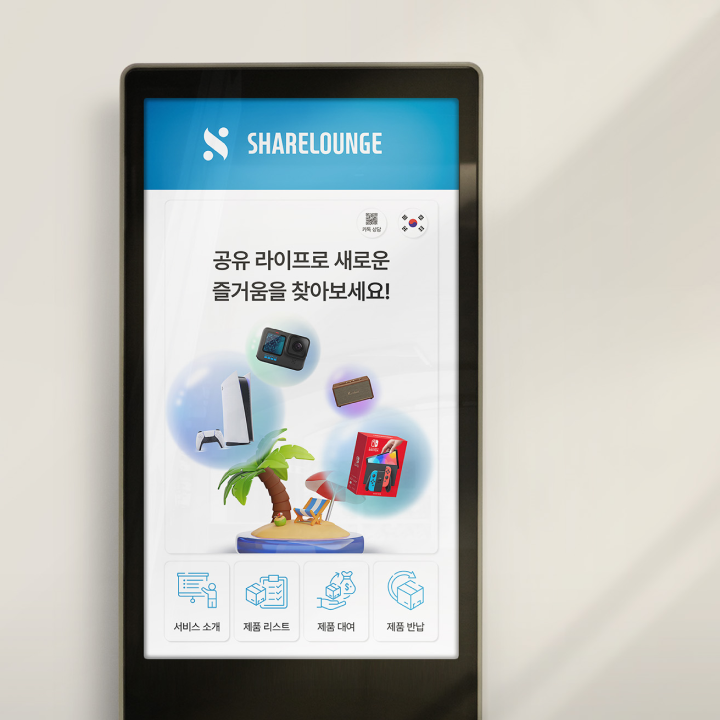 SHARELOUNGE
카톡 상담
공유 라이프로 새로운
즐거움을 찾아보세요!
서비스 소개
제품 리스트
제품 대여
제품 반납